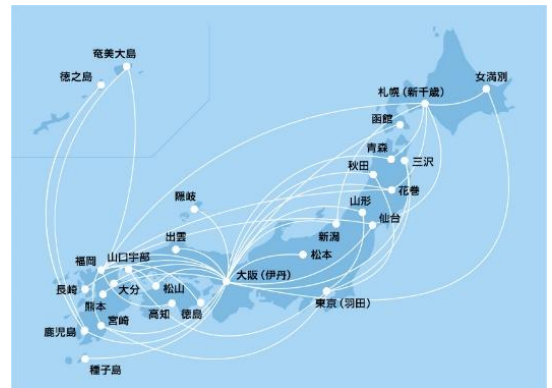 奄美大島
徳之島
札幌（新千歳）
女満別
函館
青森
三沢
秋田
花巻
山形
仙台
隠岐
出雲
新潟
松本
福岡
山口宇部
大阪（伊丹）
長崎
大分
松山
東京（羽田）
熊本
高知
徳島
宮崎
鹿児島
種子島